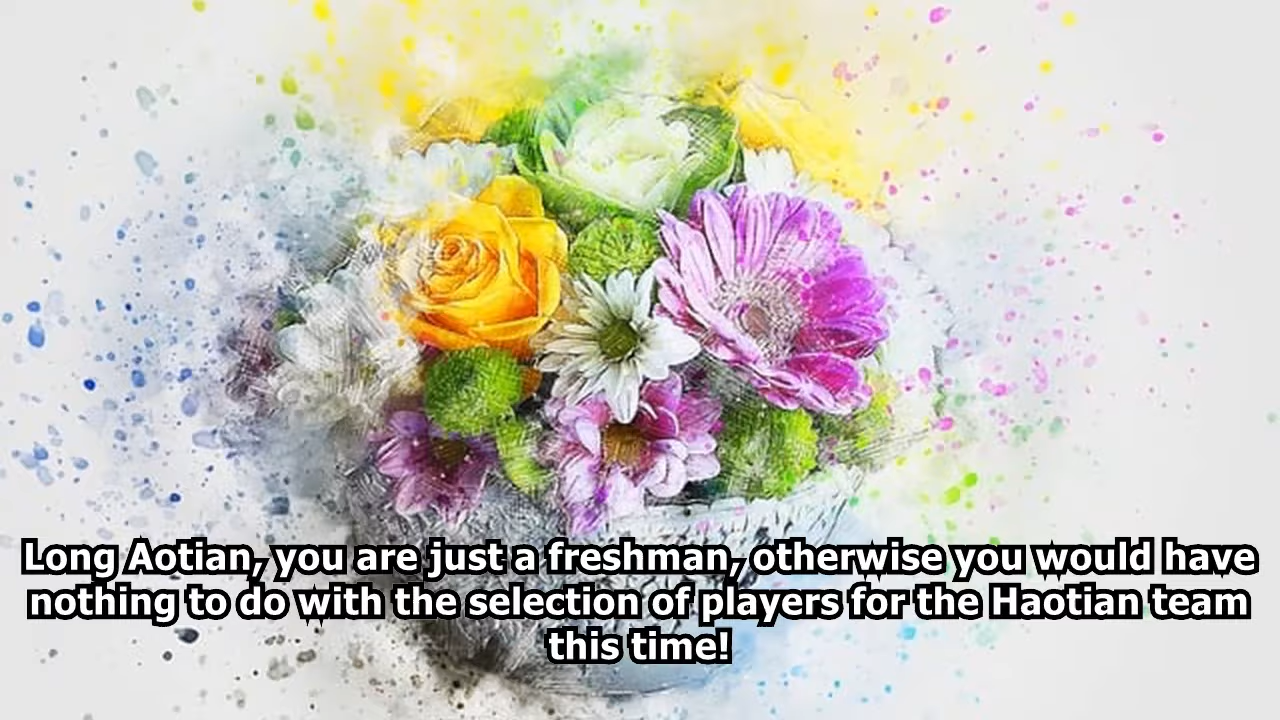 Long Aotian, you are just a freshman, otherwise you would have
nothing to do with the selection of players for the Haotian team
this time!